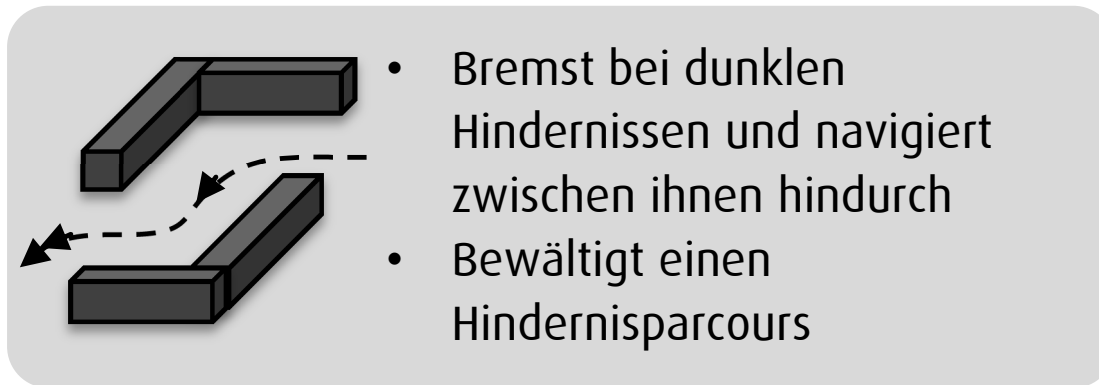 • Bremst bei dunklen
Hindernissen und navigiert
zwischen ihnen hindurch
• Bewältigt einen
Hindernisparcours